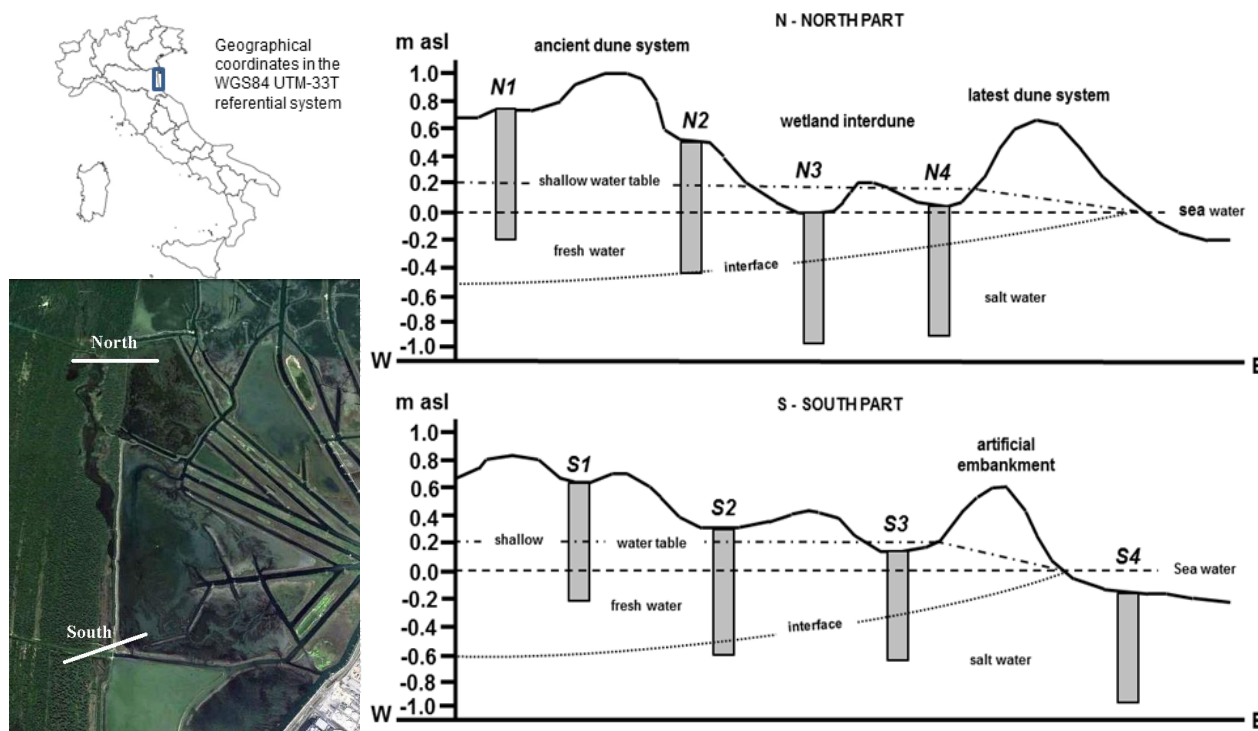 Geographical
coordinates in the
WGS84 UTM-33T
referential system
North
South
N - NORTH PART
m asl
ancient dune system
latest dune system
wetland interdune
N1
N2
N3
N4
1.0
0.8
0.6
0.4
0.2
0.0
-0.2
-0.4
-0.6
-0.8
-1.0
shallow water table
sea water
fresh water
interface
salt water
W
E
S - SOUTH PART
m asl
artificial
embankment
S1
S2
S3
S4
1.0
0.8
0.6
0.4
0.2
0.0
-0.2
-0.4
-0.6
-0.8
-1.0
shallow water table
Sea water
fresh water
interface
salt water
W
E